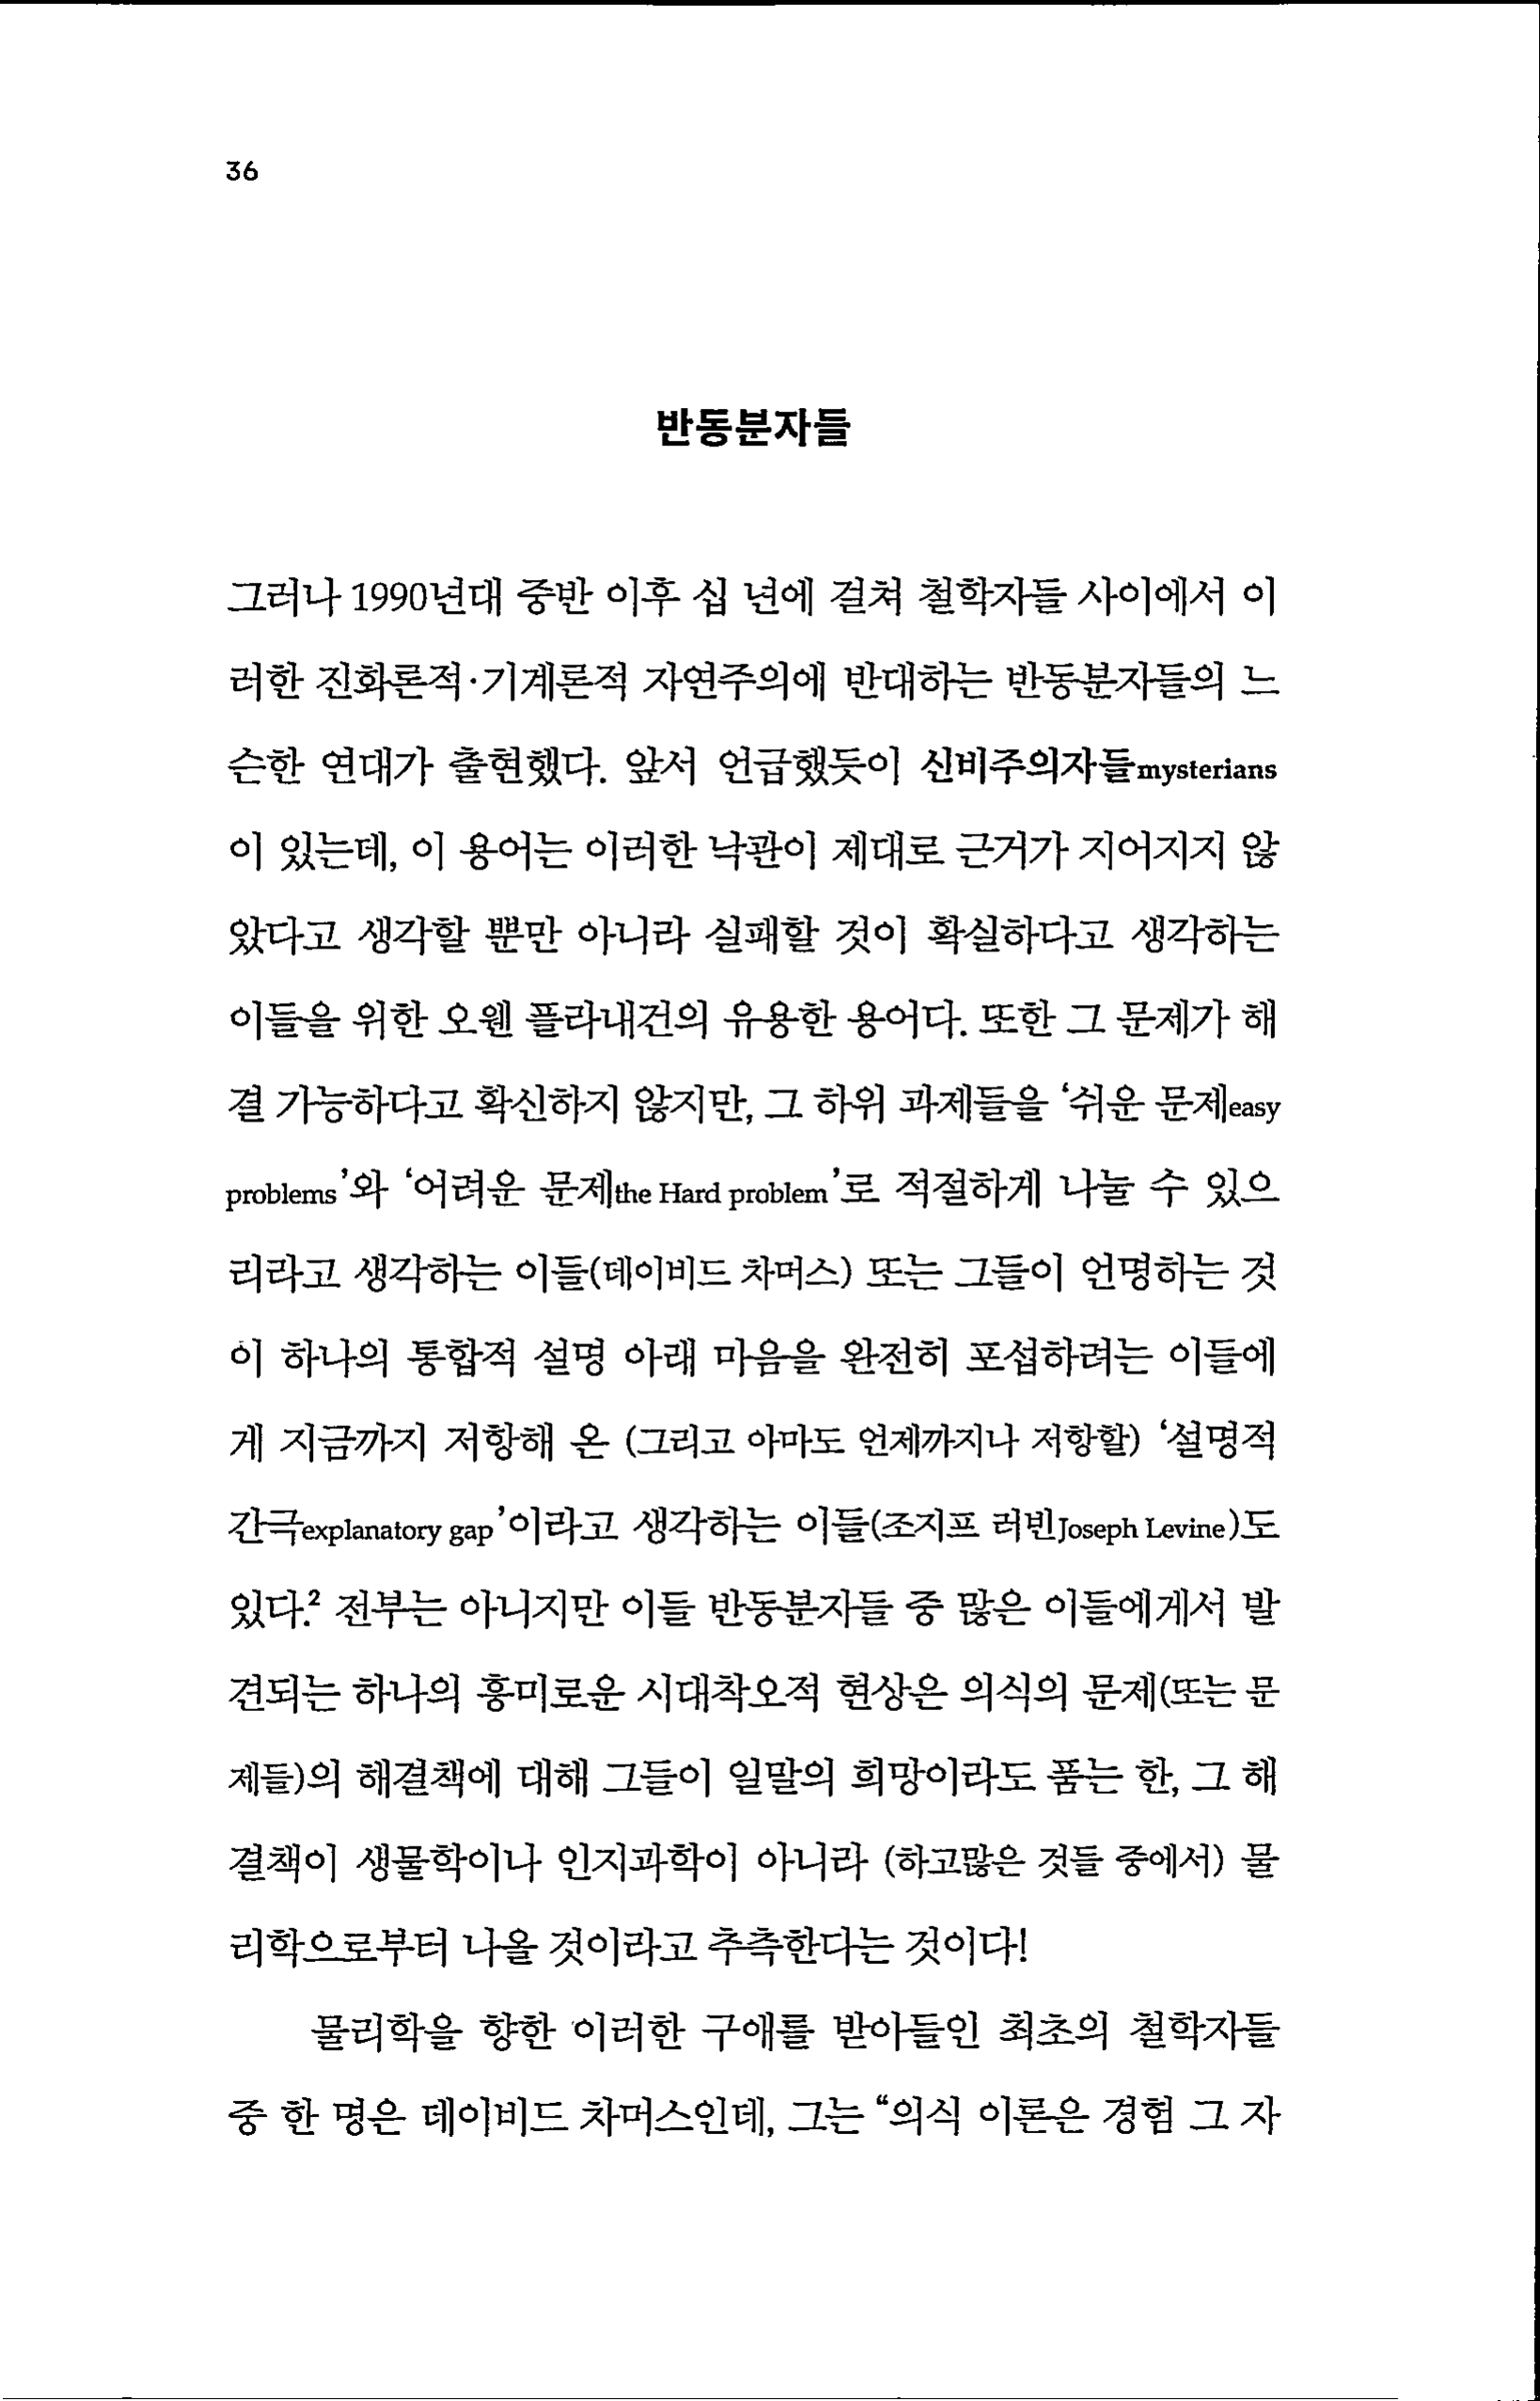 36
반동분자들
그러나 1990년대 중반 이후 십 년에 걸쳐 철학자들 사이에서 이
러한 진화론적·기계론적 자연주의에 반대하는 반동분자들의 느
슨한 연대가 출현했다. 앞서 언급했듯이 신비주의자들mysterians
이 있는데, 이 용어는 이러한 낙관이 제대로 근거가 지어지지 않
았다고 생각할 뿐만 아니라 실패할 것이 확실하다고 생각하는
이들을 위한 오웬 플라내건의 유용한 용어다. 또한 그 문제가 해
결 가능하다고 확신하지 않지만, 그 하위 과제들을 ‘쉬운 문제easy
problems’와 ‘어려운 문제the Hard problem’로 적절하게 나눌 수 있으
리라고 생각하는 이들(데이비드 차머스) 또는 그들이 언명하는 것
이 하나의 통합적 설명 아래 마음을 완전히 포섭하려는 이들에
게 지금까지 저항해 온 (그리고 아마도 언제까지나 저항할) ‘설명적
간극explanatory gap’이라고 생각하는 이들(조지프 러빈Joseph Levine)도
있다.² 전부는 아니지만 이들 반동분자들 중 많은 이들에게서 발
견되는 하나의 흥미로운 시대착오적 현상은 의식의 문제(또는 문
제들)의 해결책에 대해 그들이 일말의 희망이라도 품는 한, 그 해
결책이 생물학이나 인지과학이 아니라 (하고많은 것들 중에서) 물
리학으로부터 나올 것이라고 추측한다는 것이다!
물리학을 향한 이러한 구애를 받아들인 최초의 철학자들
중 한 명은 데이비드 차머스인데, 그는 “의식 이론은 경험 그 자